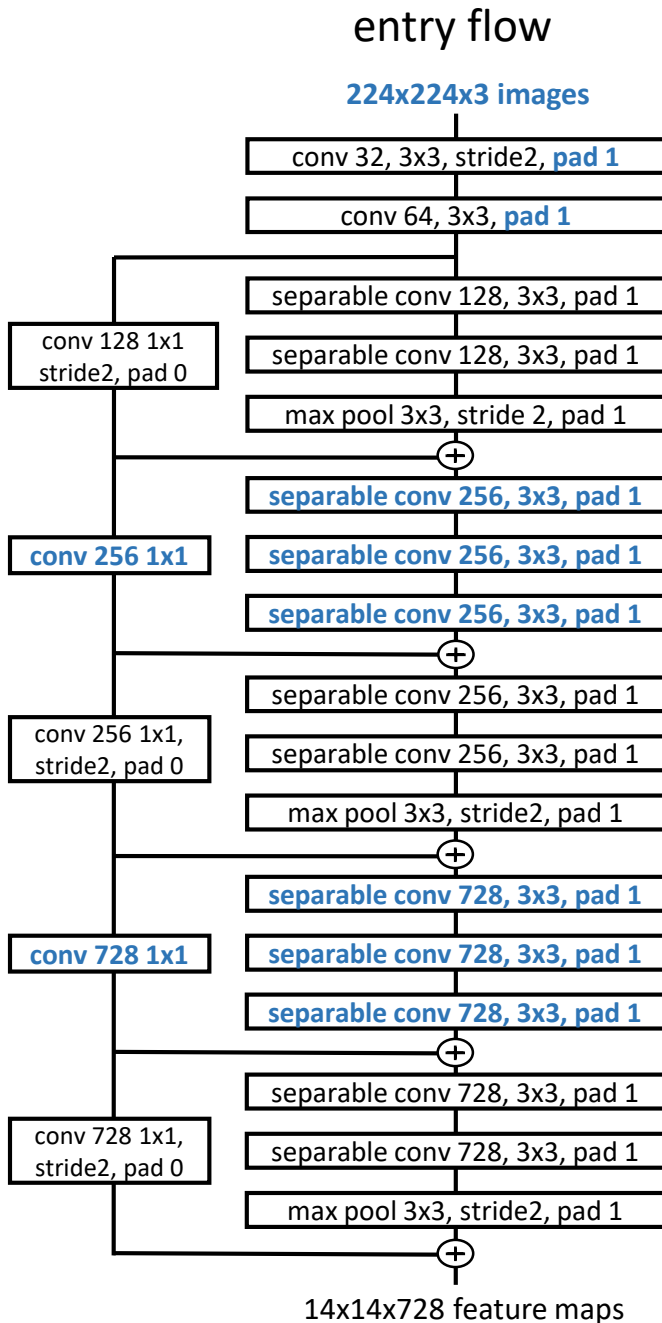 entry flow
224x224x3 images
conv 32, 3x3, stride2, pad 1
conv 64, 3x3, pad 1
separable conv 128, 3x3, pad 1
conv 128 1x1
stride2, pad 0
separable conv 128, 3x3, pad 1
max pool 3x3, stride 2, pad 1
+
separable conv 256, 3x3, pad 1
conv 256 1x1
separable conv 256, 3x3, pad 1
separable conv 256, 3x3, pad 1
+
separable conv 256, 3x3, pad 1
conv 256 1x1,
stride2, pad 0
separable conv 256, 3x3, pad 1
max pool 3x3, stride2, pad 1
+
separable conv 728, 3x3, pad 1
conv 728 1x1
separable conv 728, 3x3, pad 1
separable conv 728, 3x3, pad 1
+
separable conv 728, 3x3, pad 1
conv 728 1x1,
stride2, pad 0
separable conv 728, 3x3, pad 1
max pool 3x3, stride2, pad 1
+
14x14x728 feature maps